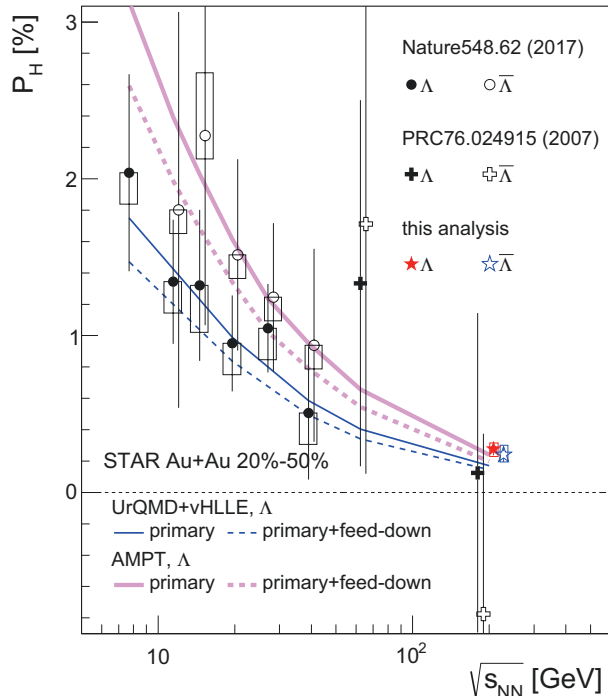 P_H [%]
3
2
1
0
Nature548.62 (2017)
Λ Λ̅
PRC76.024915 (2007)
Λ Λ̅
this analysis
Λ Λ̅
STAR Au+Au 20%-50%
UrQMD+vHLLE, Λ
primary primary+feed-down
AMPT, Λ
primary primary+feed-down
10 10²
√s_NN [GeV]